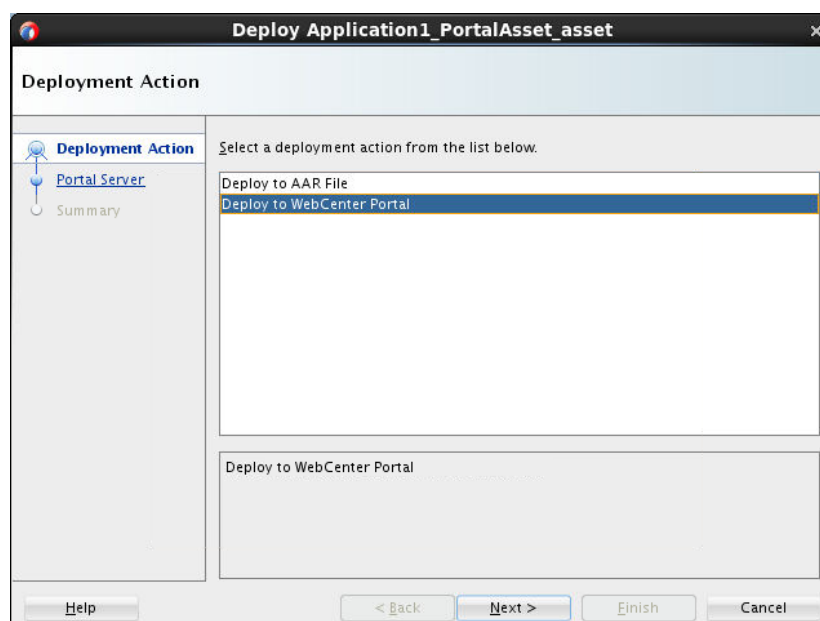 Deploy Application1_PortalAsset_asset
Deployment Action
Deployment Action
Portal Server
Summary
Select a deployment action from the list below.
Deploy to AAR File
Deploy to WebCenter Portal
Deploy to WebCenter Portal
Help
< Back
Next >
Finish
Cancel